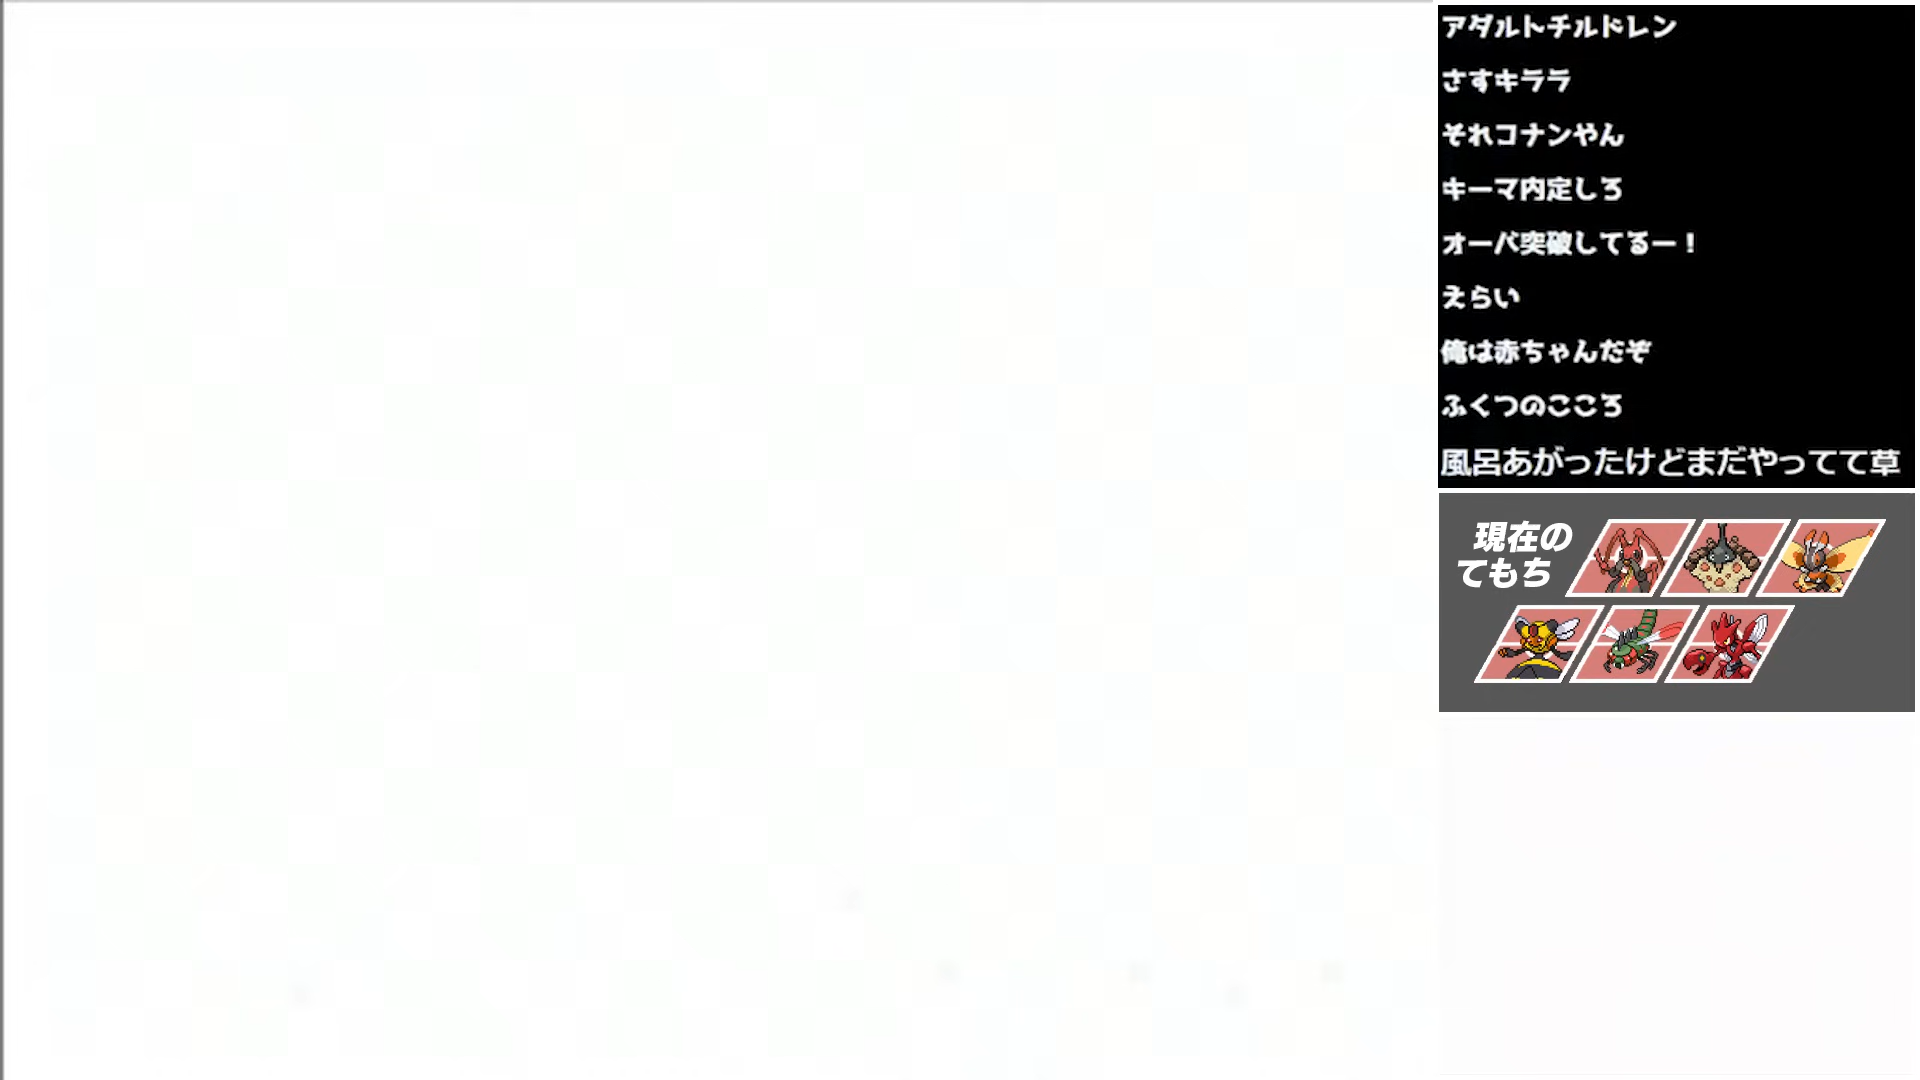 アダルトチルドレン
さすキララ
それコナンやん
キーマ内定しろ
オーバ突破してるー！
えらい
俺は赤ちゃんだぞ
ふくつのこころ
風呂あがったけどまだやってて草
現在の
てもち